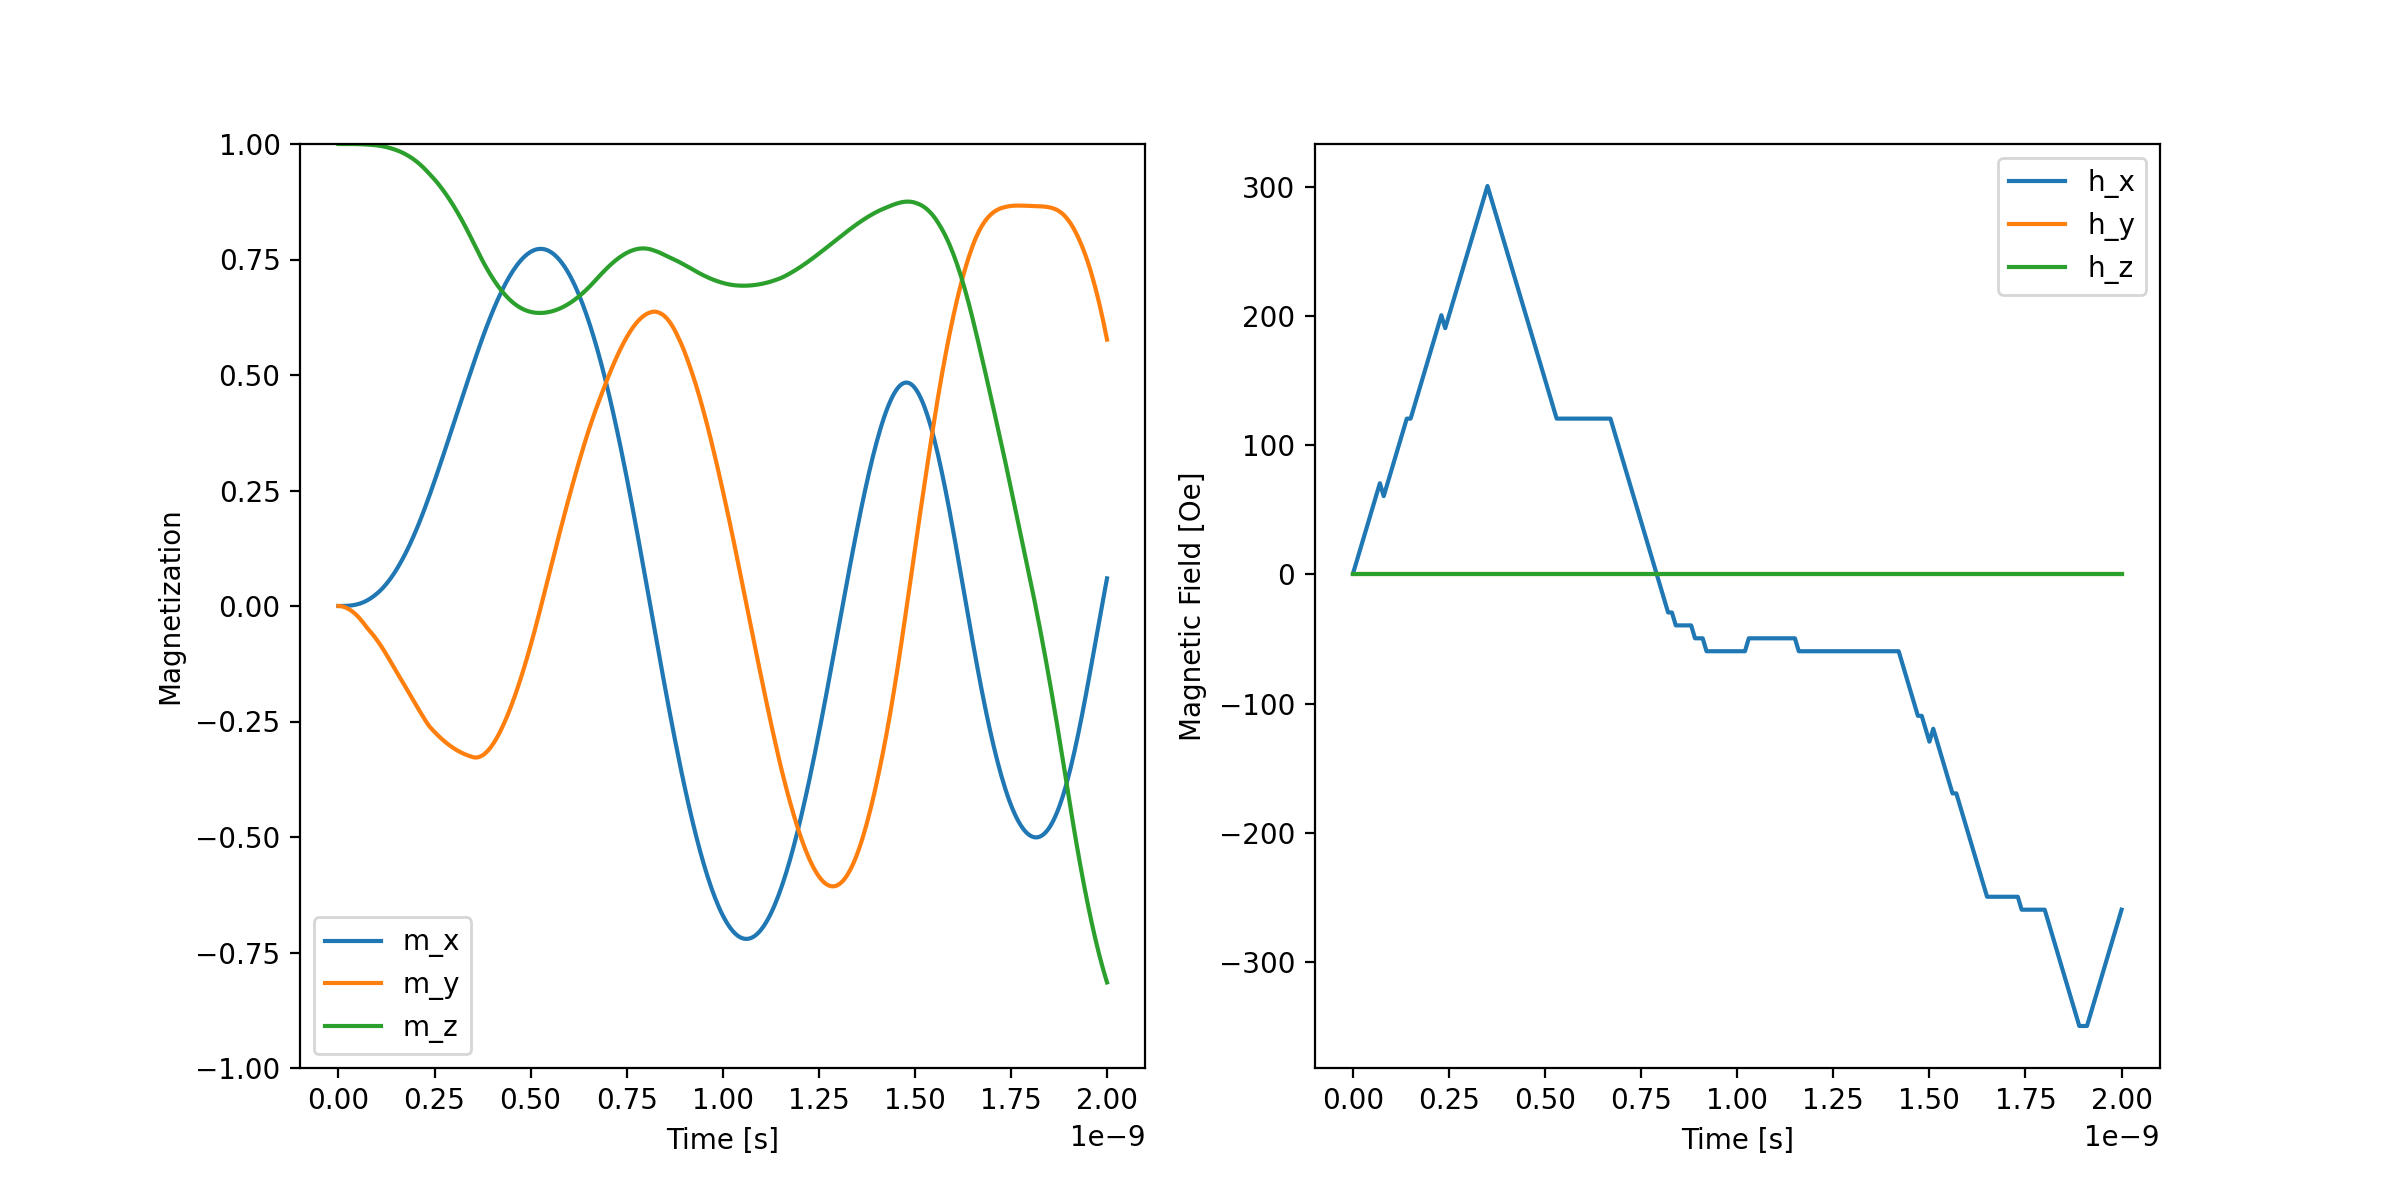 1.00
0.75
0.50
0.25
0.00
−0.25
−0.50
−0.75
−1.00
Magnetization
m_x
m_y
m_z
0.00 0.25 0.50 0.75 1.00 1.25 1.50 1.75 2.00
Time [s]
1e−9
300
200
100
0
−100
−200
−300
Magnetic Field [Oe]
h_x
h_y
h_z
0.00 0.25 0.50 0.75 1.00 1.25 1.50 1.75 2.00
Time [s]
1e−9